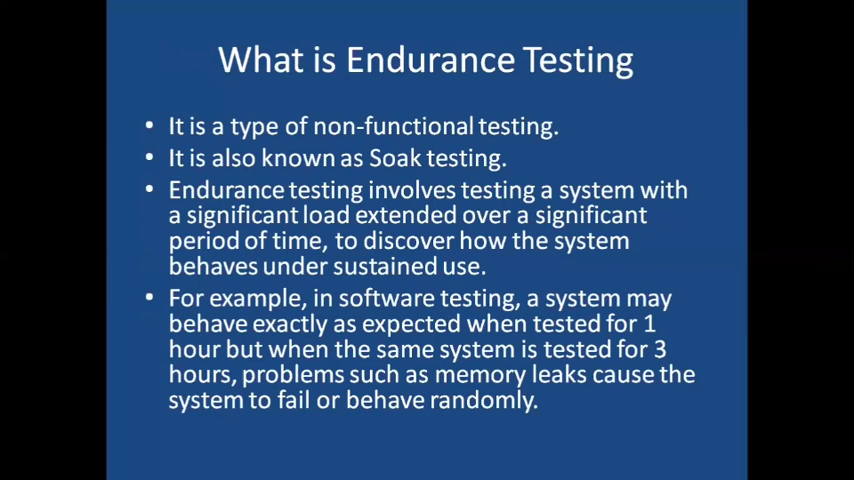 What is Endurance Testing
• It is a type of non-functional testing.
• It is also known as Soak testing.
• Endurance testing involves testing a system with
a significant load extended over a significant
period of time, to discover how the system
behaves under sustained use.
• For example, in software testing, a system may
behave exactly as expected when tested for 1
hour but when the same system is tested for 3
hours, problems such as memory leaks cause the
system to fail or behave randomly.